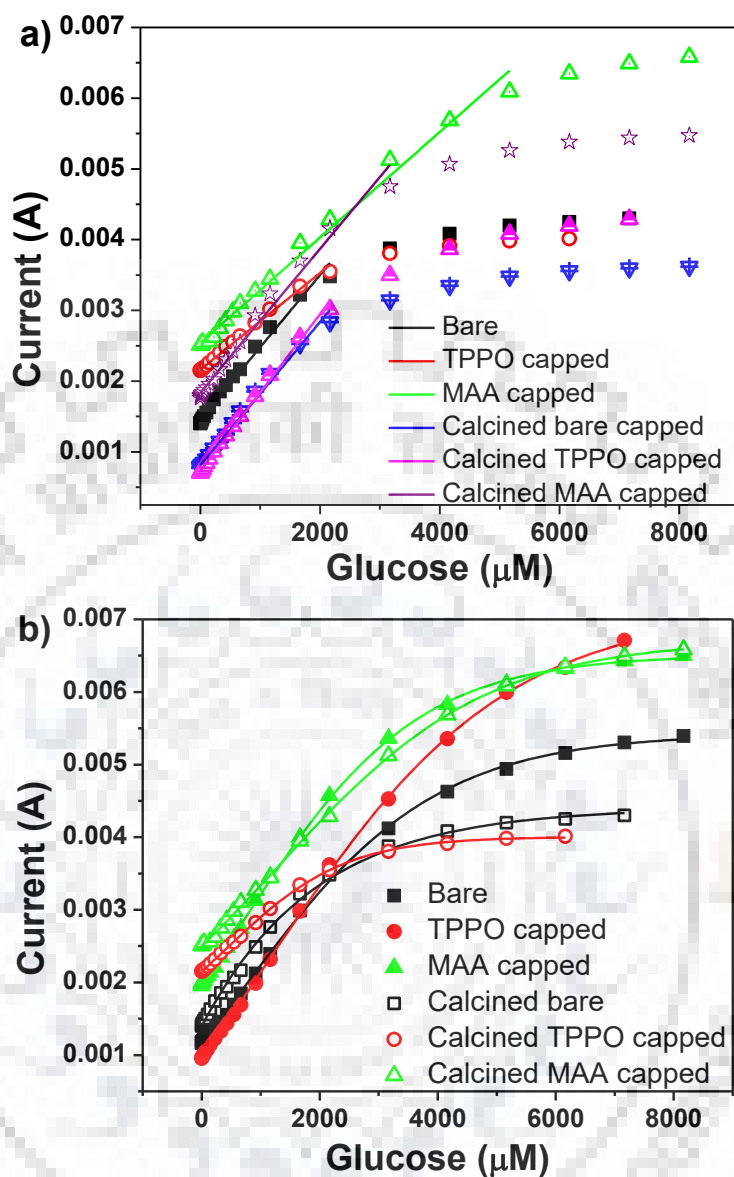 a)
0.007
0.006
0.005
0.004
0.003
0.002
0.001
Current (A)
Bare
TPPO capped
MAA capped
Calcined bare capped
Calcined TPPO capped
Calcined MAA capped
0 2000 4000 6000 8000
Glucose (μM)
b)
0.007
0.006
0.005
0.004
0.003
0.002
0.001
Current (A)
Bare
TPPO capped
MAA capped
Calcined bare
Calcined TPPO capped
Calcined MAA capped
0 2000 4000 6000 8000
Glucose (μM)